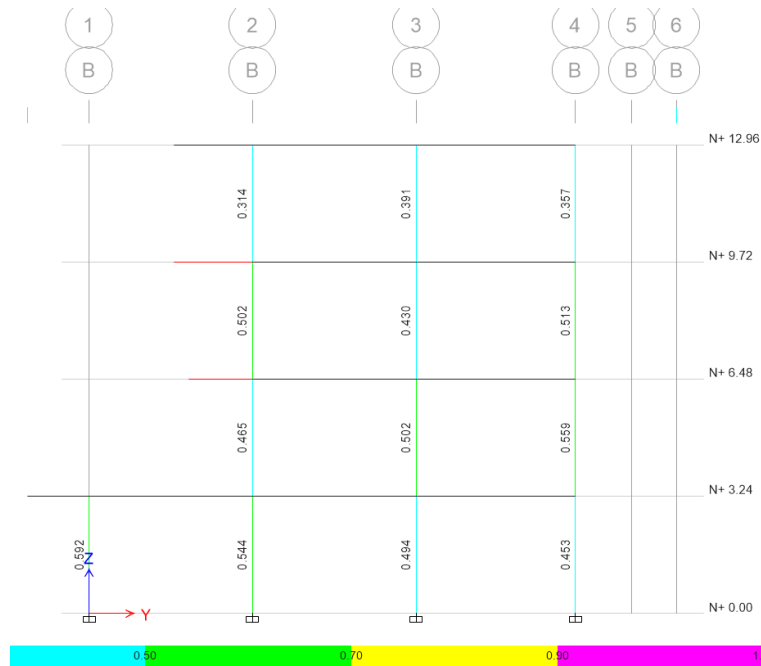 1 2 3 4 5 6
B B B B B B
N+ 12.96
0.314 0.391 0.357
N+ 9.72
0.502 0.430 0.513
N+ 6.48
0.465 0.502 0.559
N+ 3.24
0.592 0.544 0.494 0.453
Z
Y
N+ 0.00
0.50 0.70 0.90